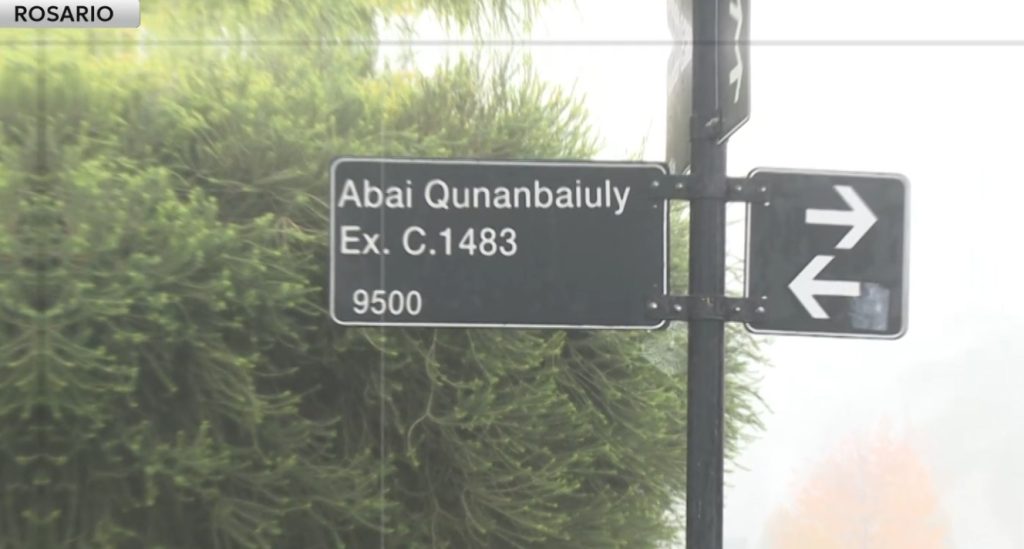 ROSARIO
Abai Qunanbaiuly
Ex. C.1483
9500